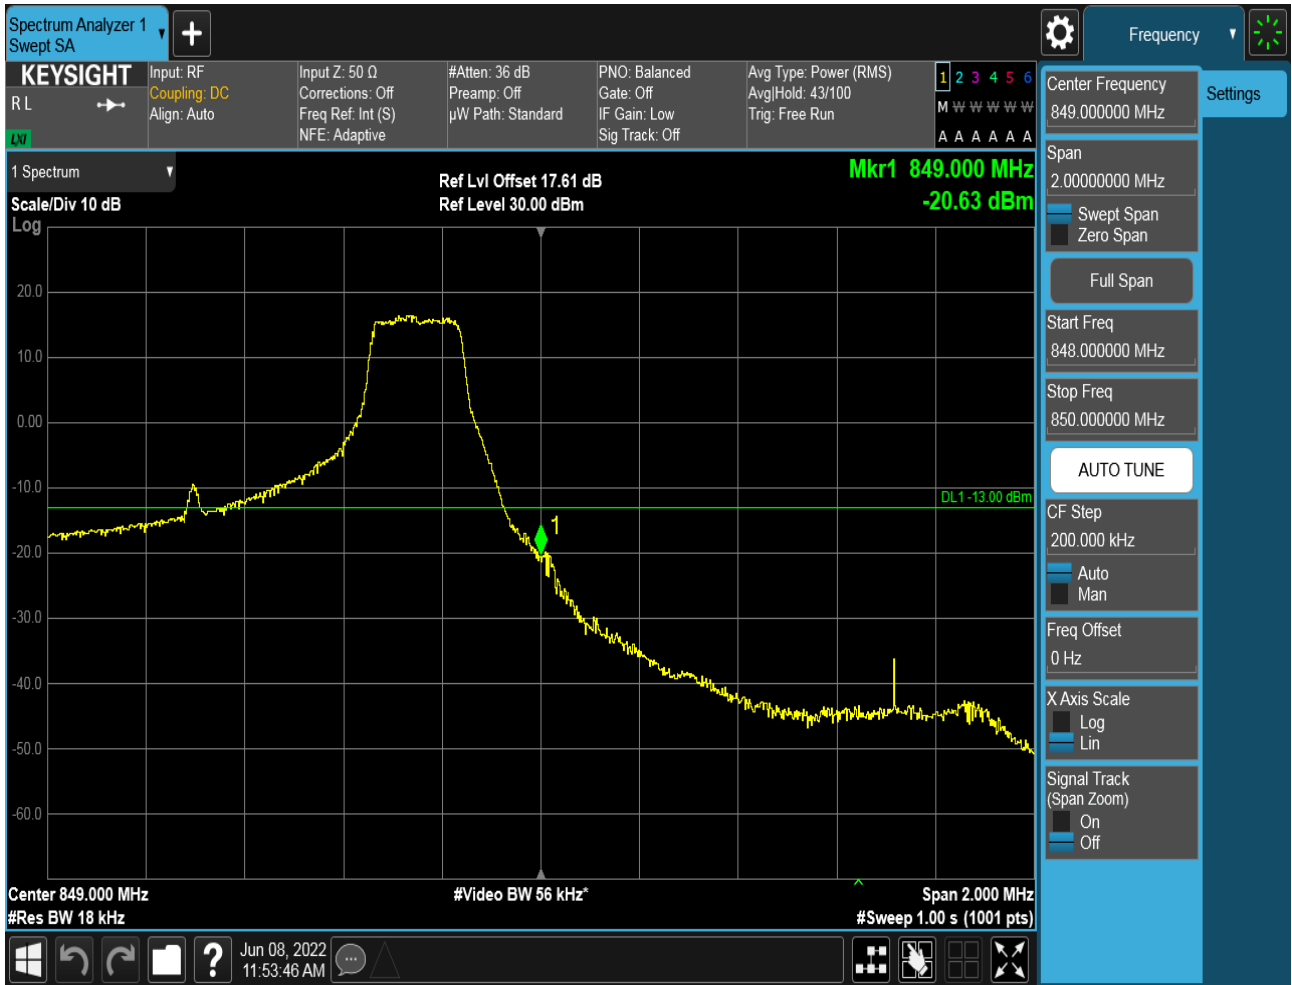 Spectrum Analyzer 1
Swept SA
Frequency
KEYSIGHT
R L
LXI
Input: RF
Coupling: DC
Align: Auto
Input Z: 50 Ω
Corrections: Off
Freq Ref: Int (S)
NFE: Adaptive
#Atten: 36 dB
Preamp: Off
µW Path: Standard
PNO: Balanced
Gate: Off
IF Gain: Low
Sig Track: Off
Avg Type: Power (RMS)
Avg|Hold: 43/100
Trig: Free Run
1 2 3 4 5 6
M W W W W W
A A A A A A
1 Spectrum
Scale/Div 10 dB
Log
Ref Lvl Offset 17.61 dB
Ref Level 30.00 dBm
Mkr1 849.000 MHz
-20.63 dBm
20.0
10.0
0.00
-10.0
-20.0
-30.0
-40.0
-50.0
-60.0
DL1 -13.00 dBm
1
Center 849.000 MHz
#Res BW 18 kHz
#Video BW 56 kHz*
Span 2.000 MHz
#Sweep 1.00 s (1001 pts)
Jun 08, 2022
11:53:46 AM
?
Settings
Center Frequency
849.000000 MHz
Span
2.00000000 MHz
Swept Span
Zero Span
Full Span
Start Freq
848.000000 MHz
Stop Freq
850.000000 MHz
AUTO TUNE
CF Step
200.000 kHz
Auto
Man
Freq Offset
0 Hz
X Axis Scale
Log
Lin
Signal Track
(Span Zoom)
On
Off